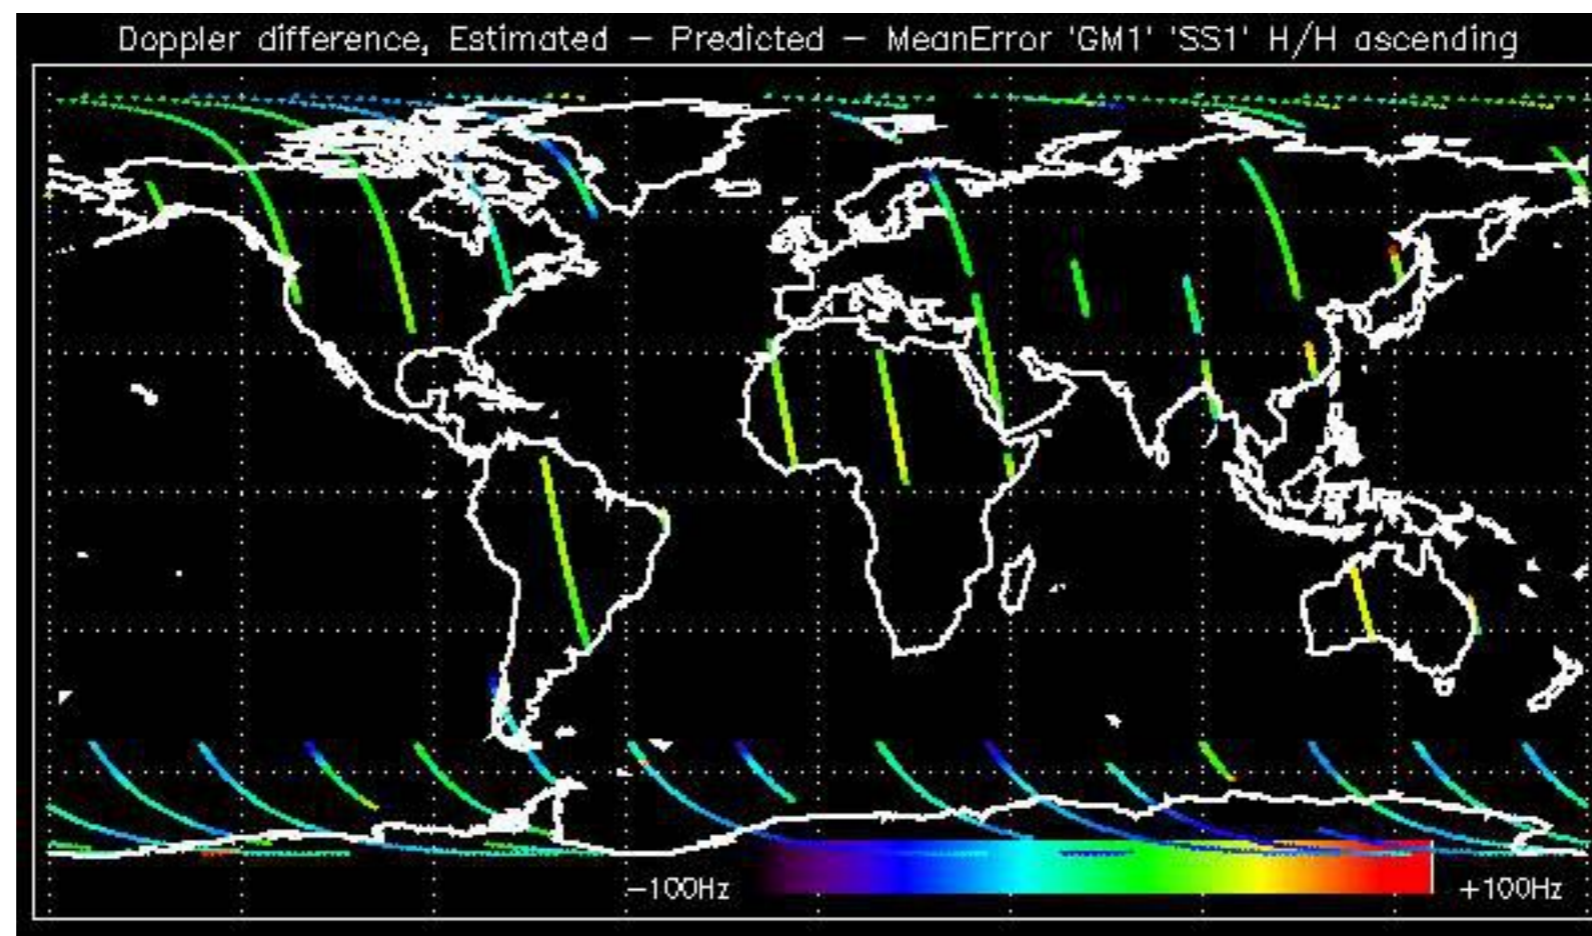 Doppler difference, Estimated – Predicted – MeanError 'GM1' 'SS1' H/H ascending
–100Hz +100Hz